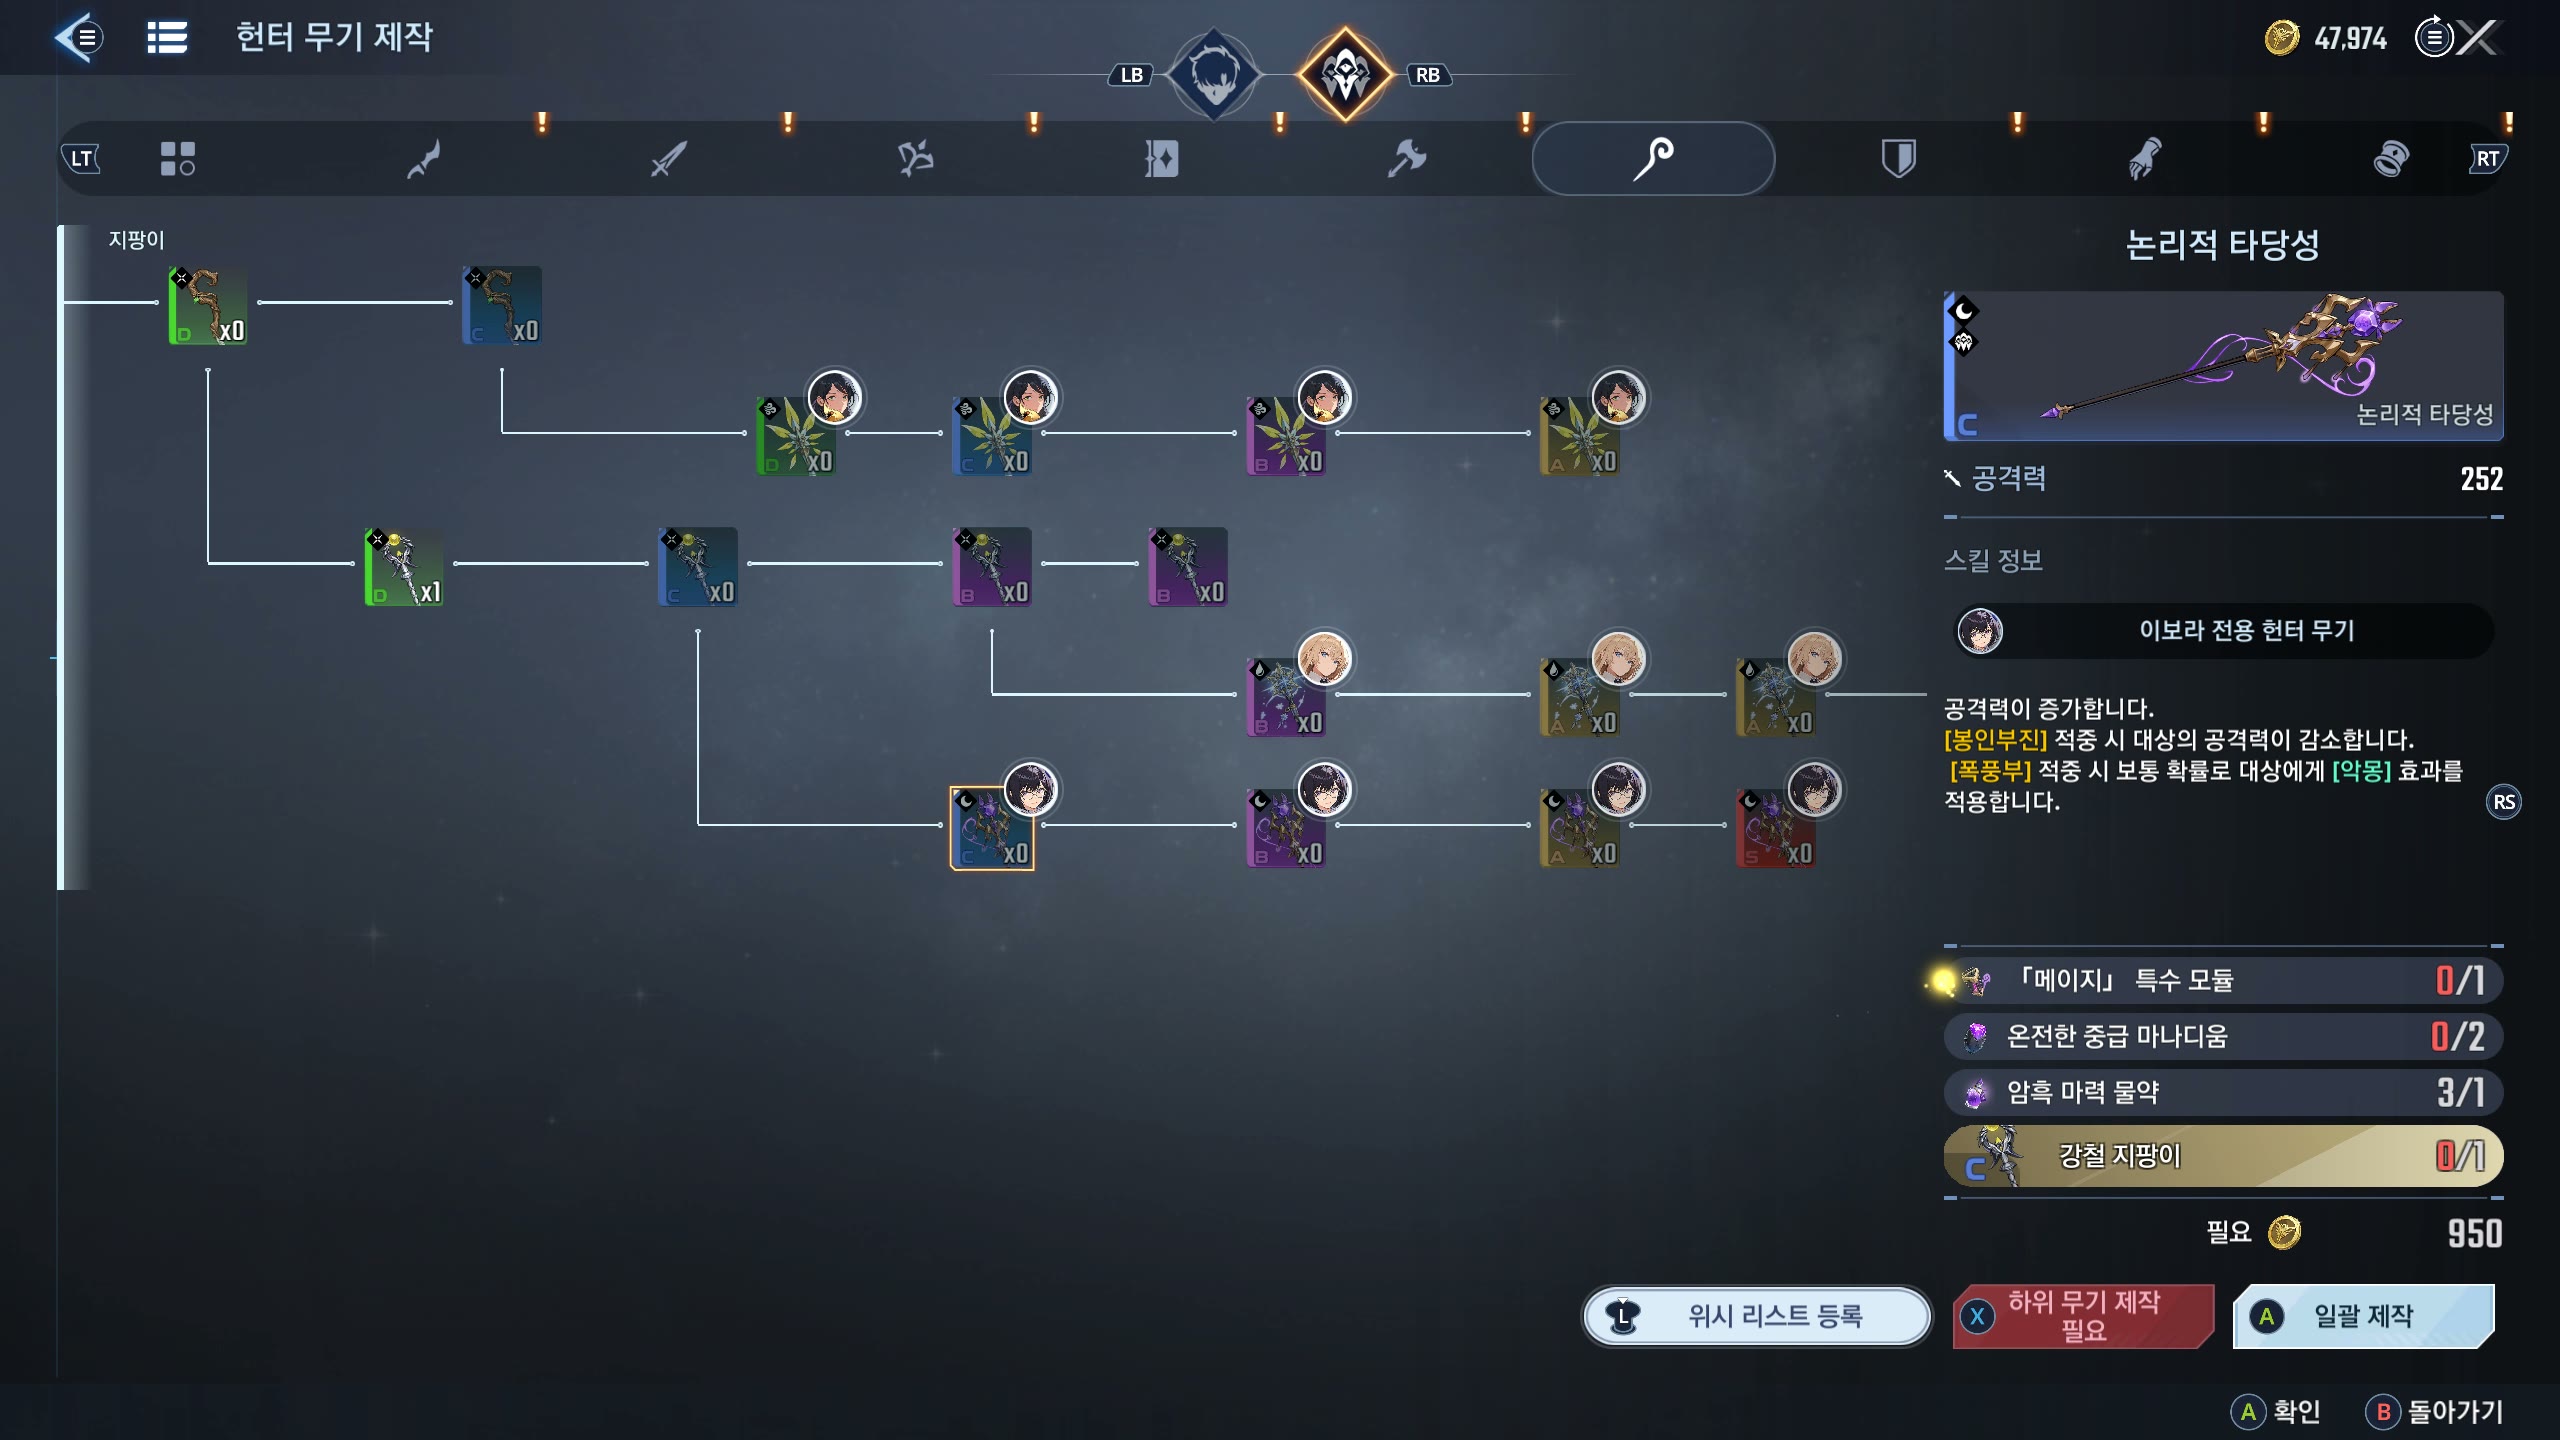 헌터 무기 제작
LB
RB
47,974
LT
!
!
!
!
!
!
!
!
RT
지팡이
D x0
C x0
D x0
C x0
B x0
A x0
D x1
C x0
B x0
B x0
B x0
A x0
A x0
C x0
B x0
A x0
S x0
논리적 타당성
C
논리적 타당성
공격력 252
스킬 정보
이보라 전용 헌터 무기
공격력이 증가합니다.
[봉인부진] 적중 시 대상의 공격력이 감소합니다.
[폭풍부] 적중 시 보통 확률로 대상에게 [악몽] 효과를
적용합니다.
RS
「메이지」 특수 모듈 0/1
온전한 중급 마나디움 0/2
암흑 마력 물약 3/1
C 강철 지팡이 0/1
필요 950
L 위시 리스트 등록
X 하위 무기 제작
필요
A 일괄 제작
A 확인
B 돌아가기